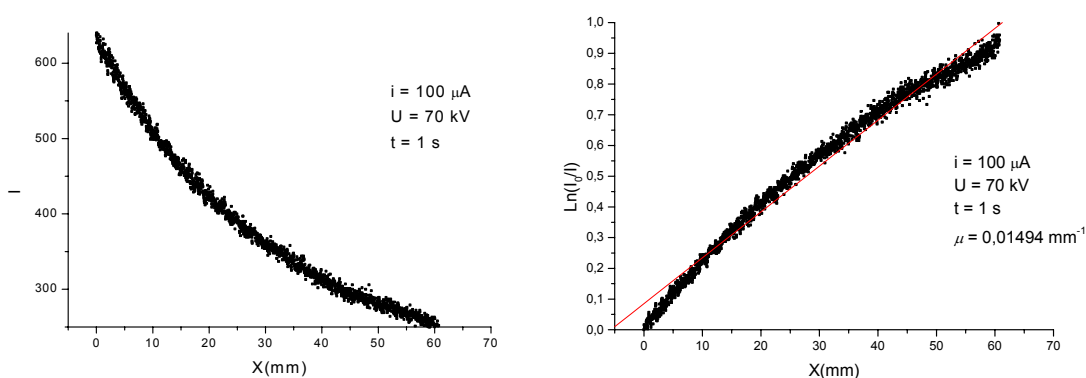 600
500
400
300
I
0 10 20 30 40 50 60 70
X(mm)
i = 100 μA
U = 70 kV
t = 1 s
1,0
0,9
0,8
0,7
0,6
0,5
0,4
0,3
0,2
0,1
0,0
Ln(I₀/I)
0 10 20 30 40 50 60 70
X(mm)
i = 100 μA
U = 70 kV
t = 1 s
μ = 0,01494 mm⁻¹